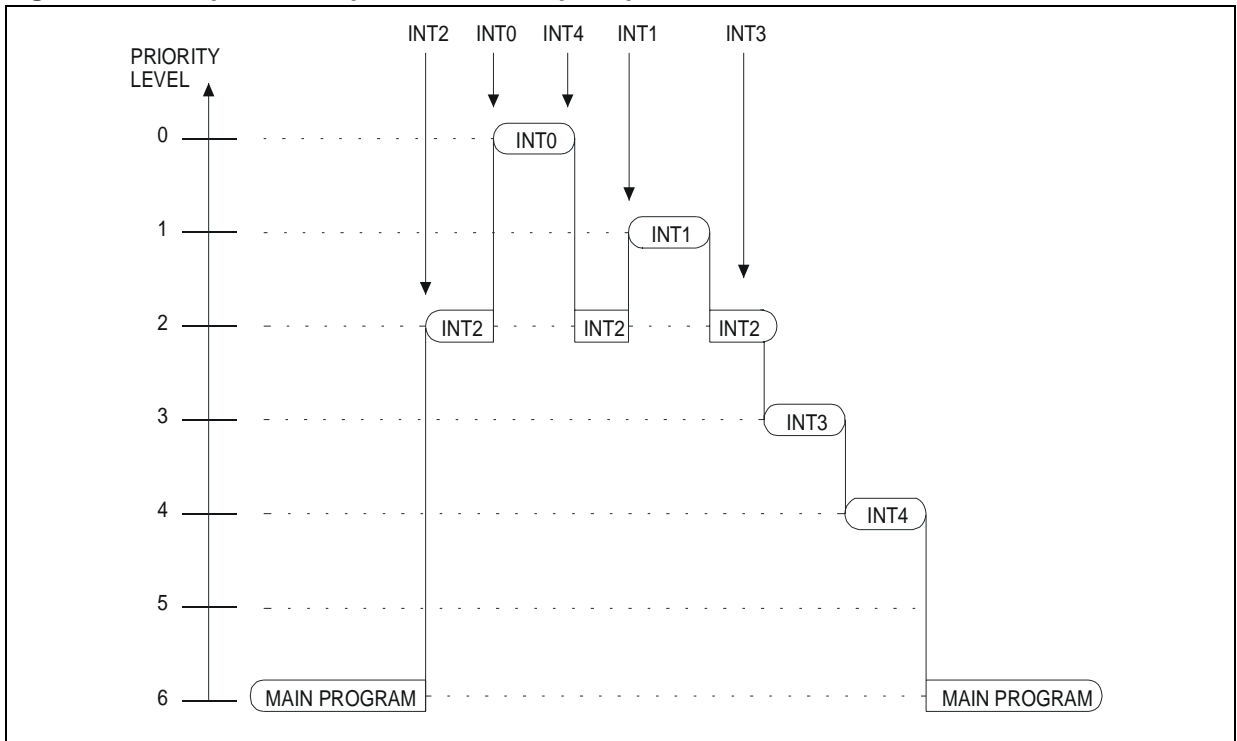 INT2 INT0 INT4 INT1 INT3
PRIORITY
LEVEL
0 INT0
1 INT1
2 INT2 INT2 INT2
3 INT3
4 INT4
5
6 MAIN PROGRAM MAIN PROGRAM